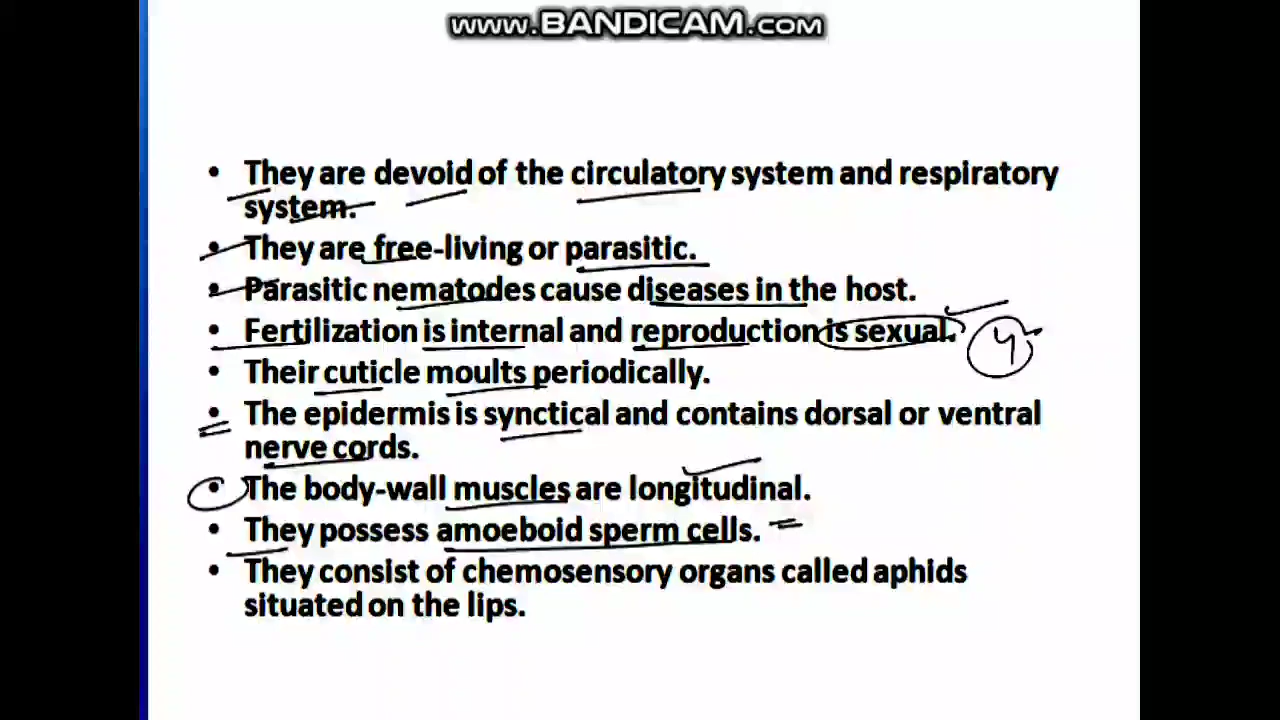 www.BANDICAM.com
• They are devoid of the circulatory system and respiratory
system.
• They are free-living or parasitic.
• Parasitic nematodes cause diseases in the host.
• Fertilization is internal and reproduction is sexual.
• Their cuticle moults periodically.
• The epidermis is synctical and contains dorsal or ventral
nerve cords.
• The body-wall muscles are longitudinal.
• They possess amoeboid sperm cells.
• They consist of chemosensory organs called aphids
situated on the lips.